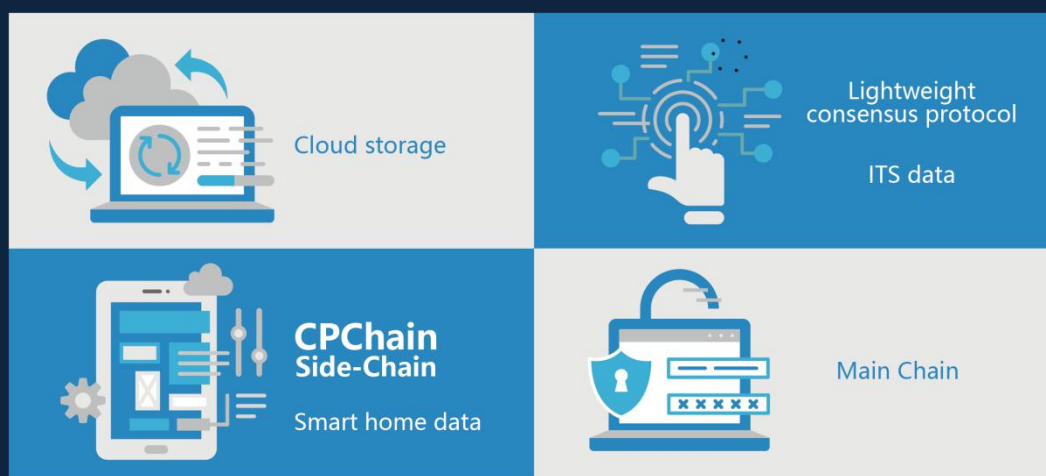 Cloud storage
Lightweight
consensus protocol
ITS data
CPChain
Side-Chain
Smart home data
Main Chain